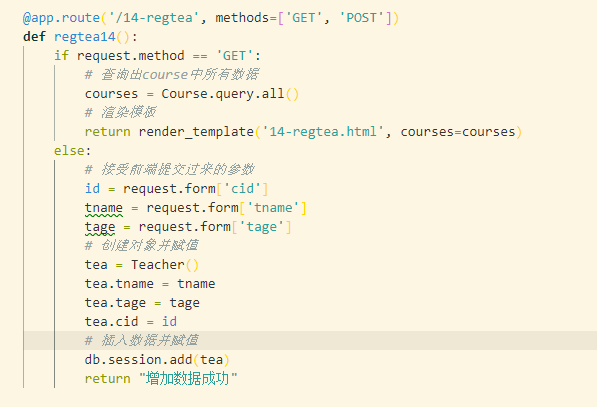 @app.route('/14-regtea', methods=['GET', 'POST'])
def regtea14():
    if request.method == 'GET':
        # 查询出course中所有数据
        courses = Course.query.all()
        # 渲染模板
        return render_template('14-regtea.html', courses=courses)
    else:
        # 接受前端提交过来的参数
        id = request.form['cid']
        tname = request.form['tname']
        tage = request.form['tage']
        # 创建对象并赋值
        tea = Teacher()
        tea.tname = tname
        tea.tage = tage
        tea.cid = id
        # 插入数据并赋值
        db.session.add(tea)
        return "增加数据成功"